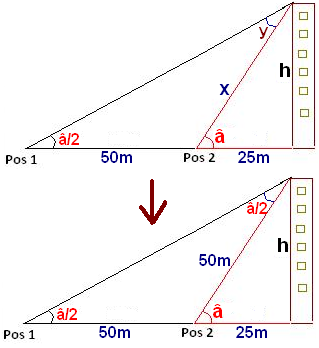 y
h
x
â/2
â
Pos 1
50m
Pos 2
25m
â/2
50m
h
â/2
â
Pos 1
50m
Pos 2
25m